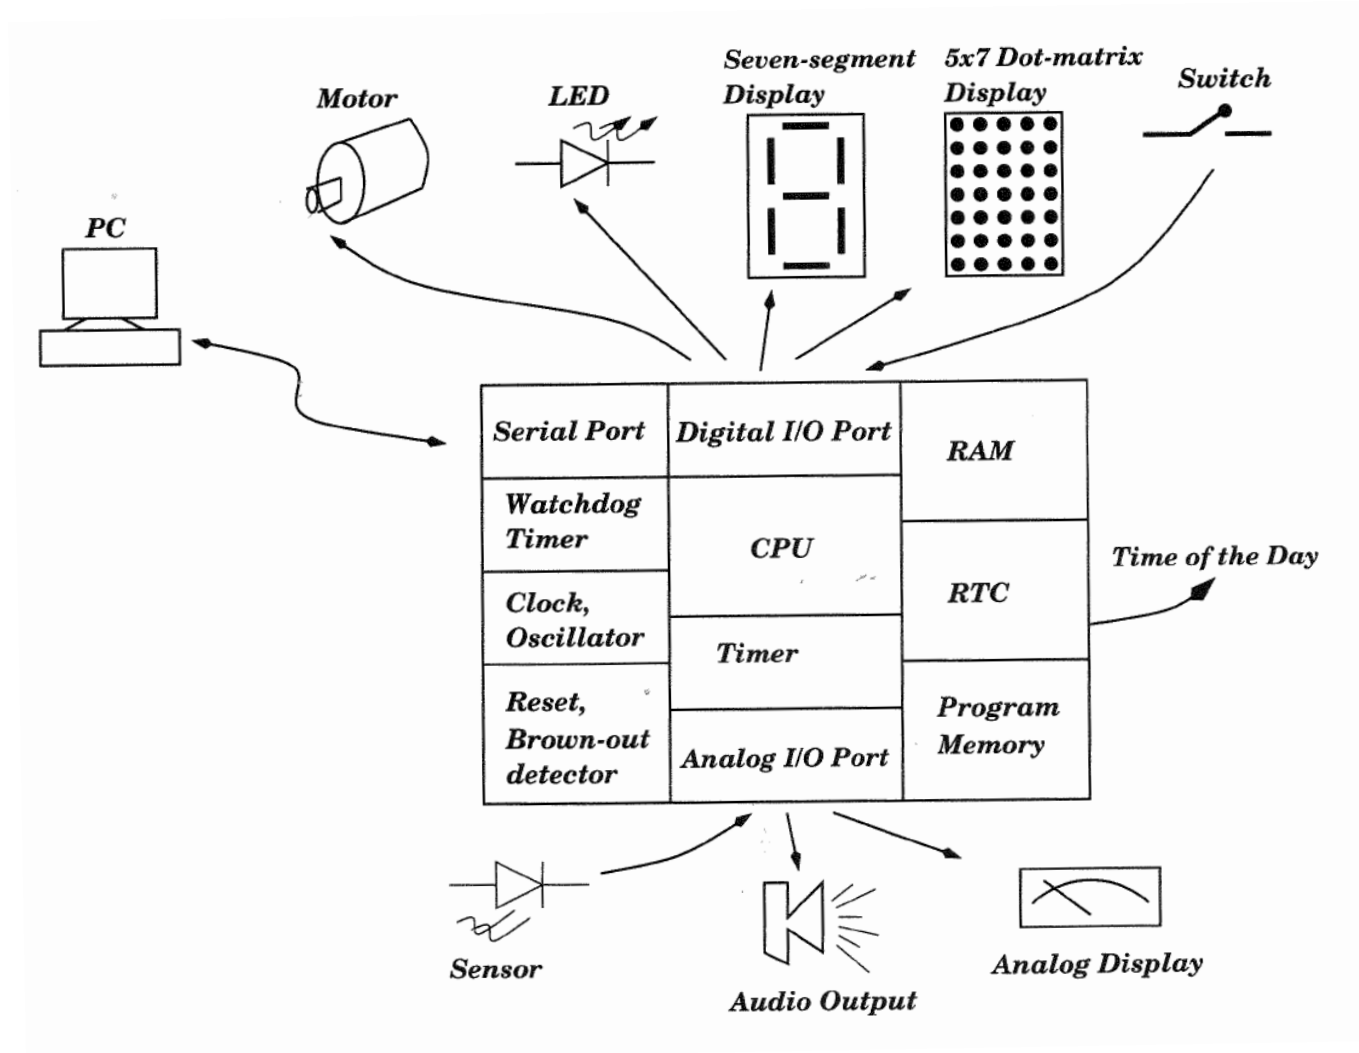 Seven-segment
Display
5x7 Dot-matrix
Display
Switch
Motor
LED
PC
Serial Port
Digital I/O Port
RAM
Watchdog
Timer
CPU
Time of the Day
RTC
Clock,
Oscillator
Timer
Reset,
Brown-out
detector
Program
Memory
Analog I/O Port
Sensor
Audio Output
Analog Display